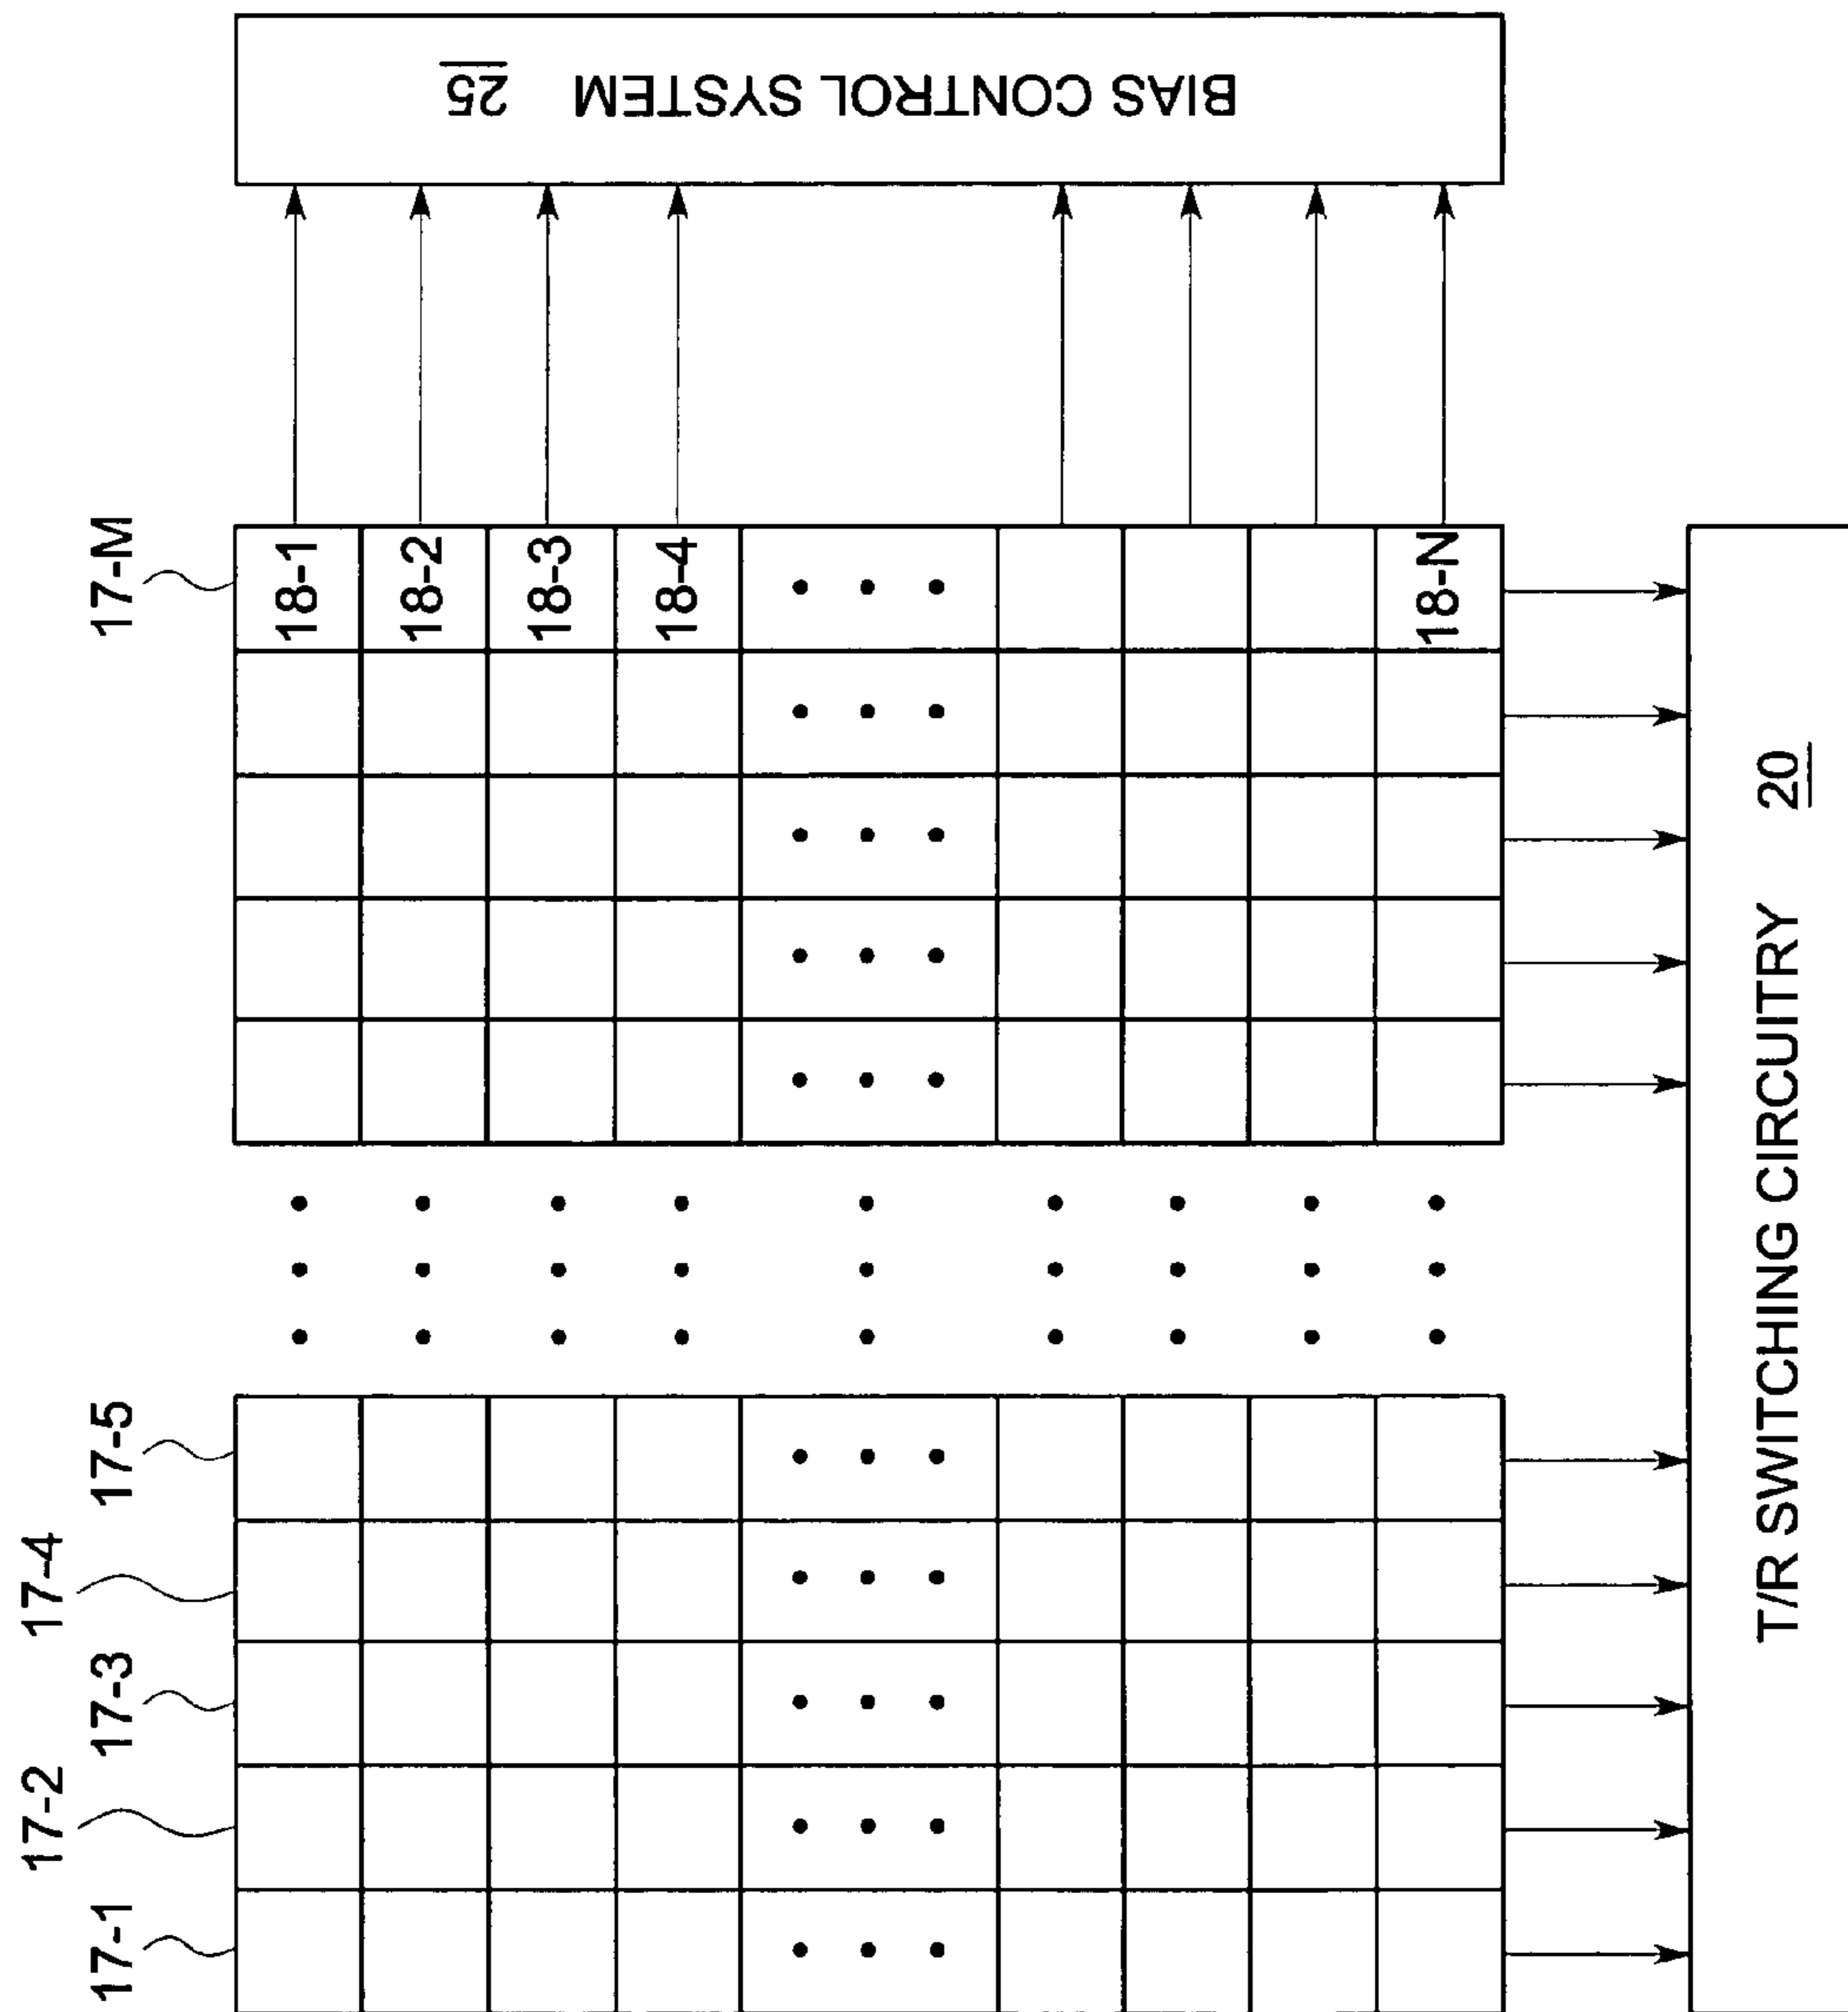 17-1
17-2
17-3
17-4
17-5
17-M
18-1
18-2
18-3
18-4
18-N
BIAS CONTROL SYSTEM 25
T/R SWITCHING CIRCUITRY 20